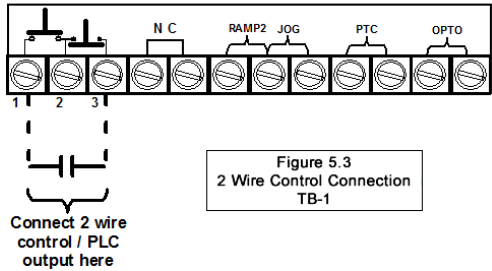 N C RAMP2 JOG PTC OPTO
1 2 3
Figure 5.3
2 Wire Control Connection
TB-1
Connect 2 wire
control / PLC
output here